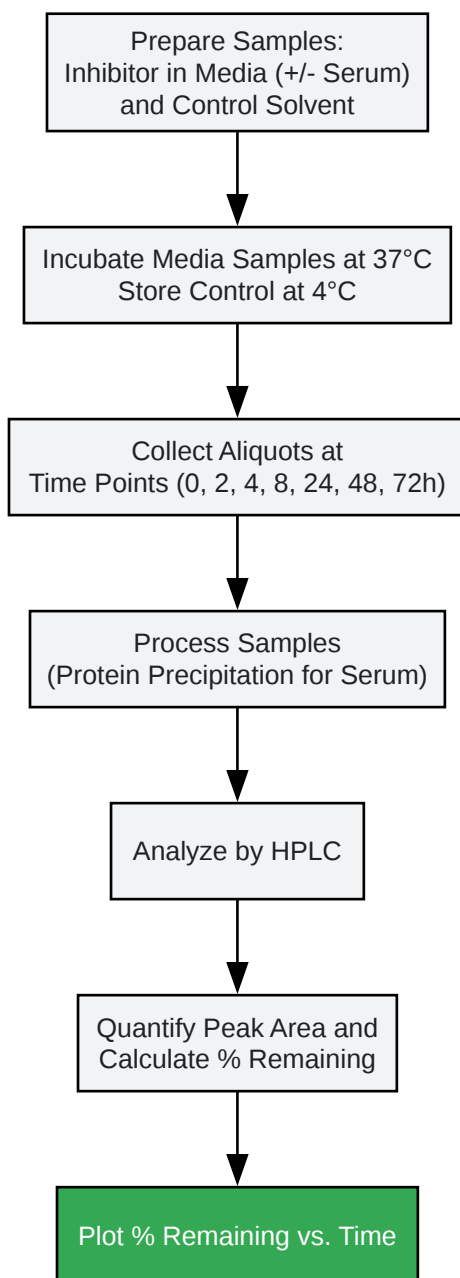 Prepare Samples:
Inhibitor in Media (+/- Serum)
and Control Solvent
Incubate Media Samples at 37°C
Store Control at 4°C
Collect Aliquots at
Time Points (0, 2, 4, 8, 24, 48, 72h)
Process Samples
(Protein Precipitation for Serum)
Analyze by HPLC
Quantify Peak Area and
Calculate % Remaining
Plot % Remaining vs. Time